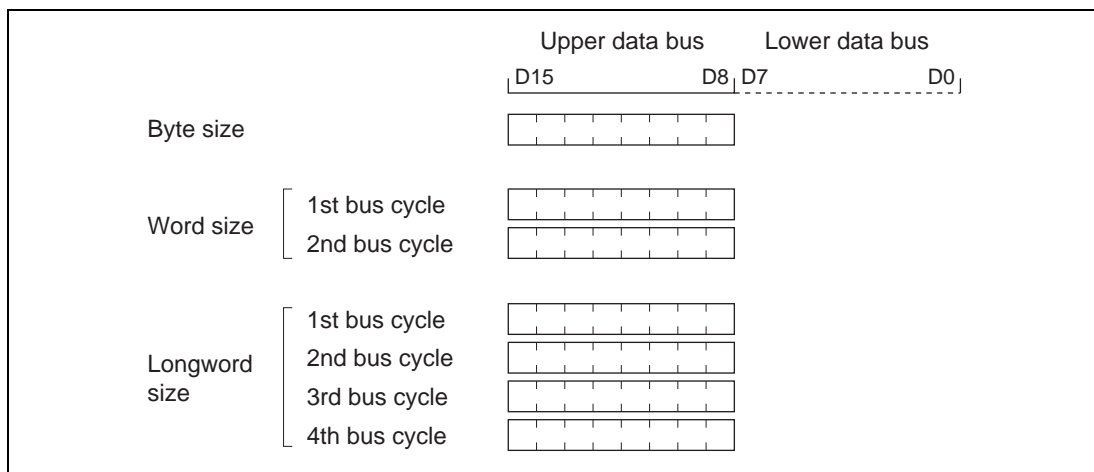 Upper data bus Lower data bus
D15 D8 D7 D0
Byte size
Word size
1st bus cycle
2nd bus cycle
Longword
size
1st bus cycle
2nd bus cycle
3rd bus cycle
4th bus cycle